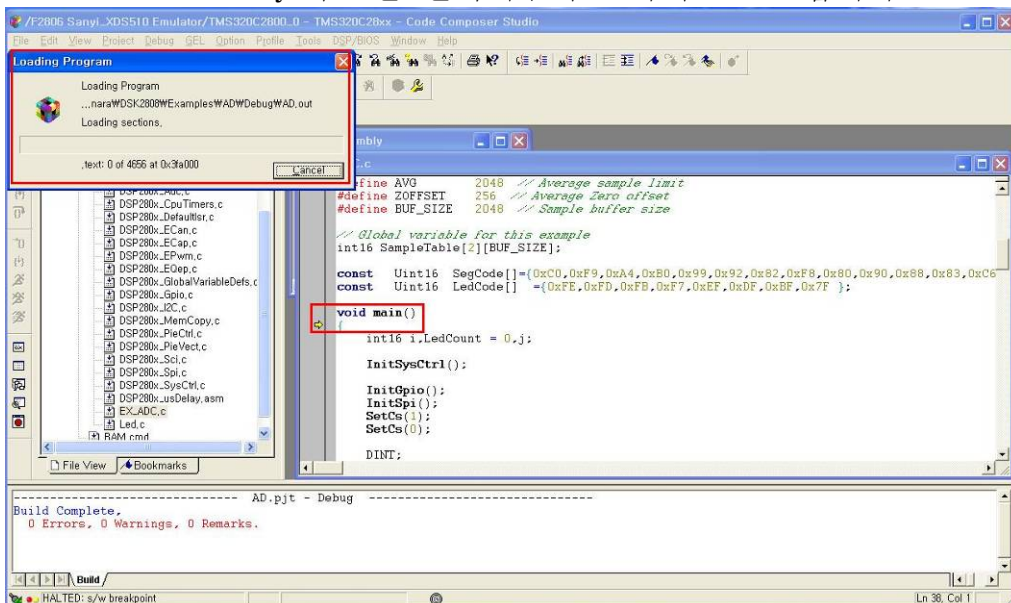 /F2806 Sanyi_XDS510 Emulator/TMS320C2800_0 - TMS320C28xx - Code Composer Studio
File Edit View Project Debug GEL Option Profile Tools DSP/BIOS Window Help
Loading Program
Loading Program
...nara₩DSK2808₩Examples₩AD₩Debug₩AD.out
Loading sections,
.text: 0 of 4656 at 0x3fa000
Cancel
DSP280x_CpuTimers.c
DSP280x_DefaultIsr.c
DSP280x_ECan.c
DSP280x_ECap.c
DSP280x_EPwm.c
DSP280x_EQep.c
DSP280x_GlobalVariableDefs.c
DSP280x_Gpio.c
DSP280x_I2C.c
DSP280x_MemCopy.c
DSP280x_PieCtrl.c
DSP280x_PieVect.c
DSP280x_Sci.c
DSP280x_Spi.c
DSP280x_SysCtrl.c
DSP280x_usDelay.asm
EX_ADC.c
Led.c
RAM.cmd
File View Bookmarks
efine AVG 2048 // Average sample limit
#define ZOFFSET 256 // Average Zero offset
#define BUF_SIZE 2048 // Sample buffer size
// Global variable for this example
int16 SampleTable[2][BUF_SIZE];
const Uint16 SegCode[]={0xC0,0xF9,0xA4,0xB0,0x99,0x92,0x82,0xF8,0x80,0x90,0x88,0x83,0xC6
const Uint16 LedCode[] ={0xFE,0xFD,0xFB,0xF7,0xEF,0xDF,0xBF,0x7F };
void main()
{
int16 i,LedCount = 0,j;
InitSysCtrl();
InitGpio();
InitSpi();
SetCs(1);
SetCs(0);
DINT;
------------------------------ AD.pjt - Debug ------------------------------
Build Complete,
0 Errors, 0 Warnings, 0 Remarks.
Build
HALTED: s/w breakpoint
Ln 38, Col 1